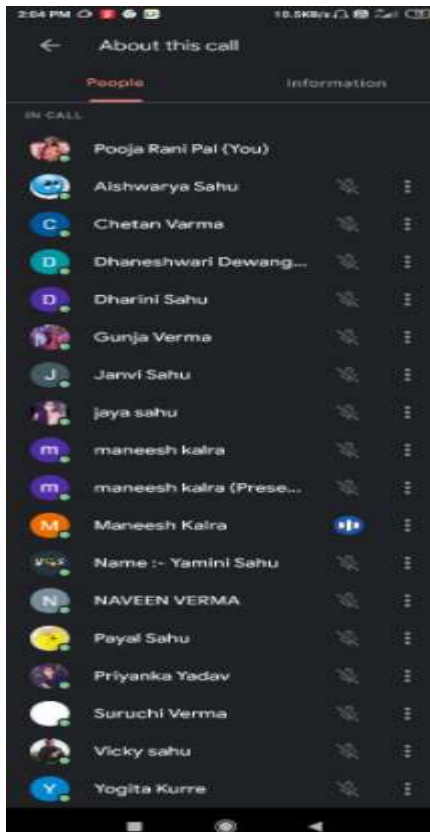 2:04 PM 10.5KB/s
About this call
People Information
IN CALL
Pooja Rani Pal (You)
Aishwarya Sahu
C Chetan Varma
D Dhaneshwari Dewang...
D Dharini Sahu
Gunja Verma
J Janvi Sahu
jaya sahu
m maneesh kalra
m maneesh kalra (Prese...
M Maneesh Kalra
Name :- Yamini Sahu
N NAVEEN VERMA
Payal Sahu
Priyanka Yadav
Suruchi Verma
Vicky sahu
Y Yogita Kurre